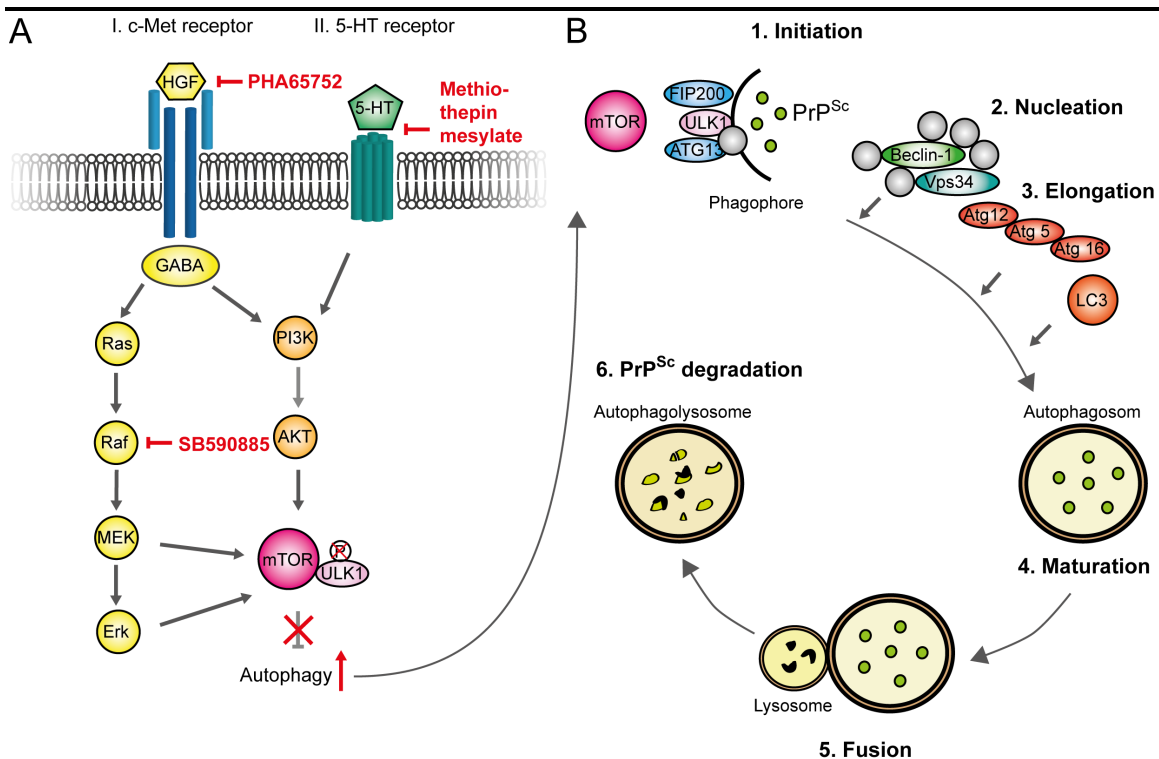 A
I. c-Met receptor
II. 5-HT receptor
HGF
PHA65752
5-HT
Methio-
thepin
mesylate
GABA
Ras
PI3K
Raf
SB590885
AKT
MEK
mTOR
P
ULK1
Erk
Autophagy
B
1. Initiation
mTOR
FIP200
ULK1
ATG13
PrPSc
Phagophore
2. Nucleation
Beclin-1
Vps34
3. Elongation
Atg12
Atg 5
Atg 16
LC3
6. PrPSc degradation
Autophagolysosome
Autophagosom
4. Maturation
Lysosome
5. Fusion